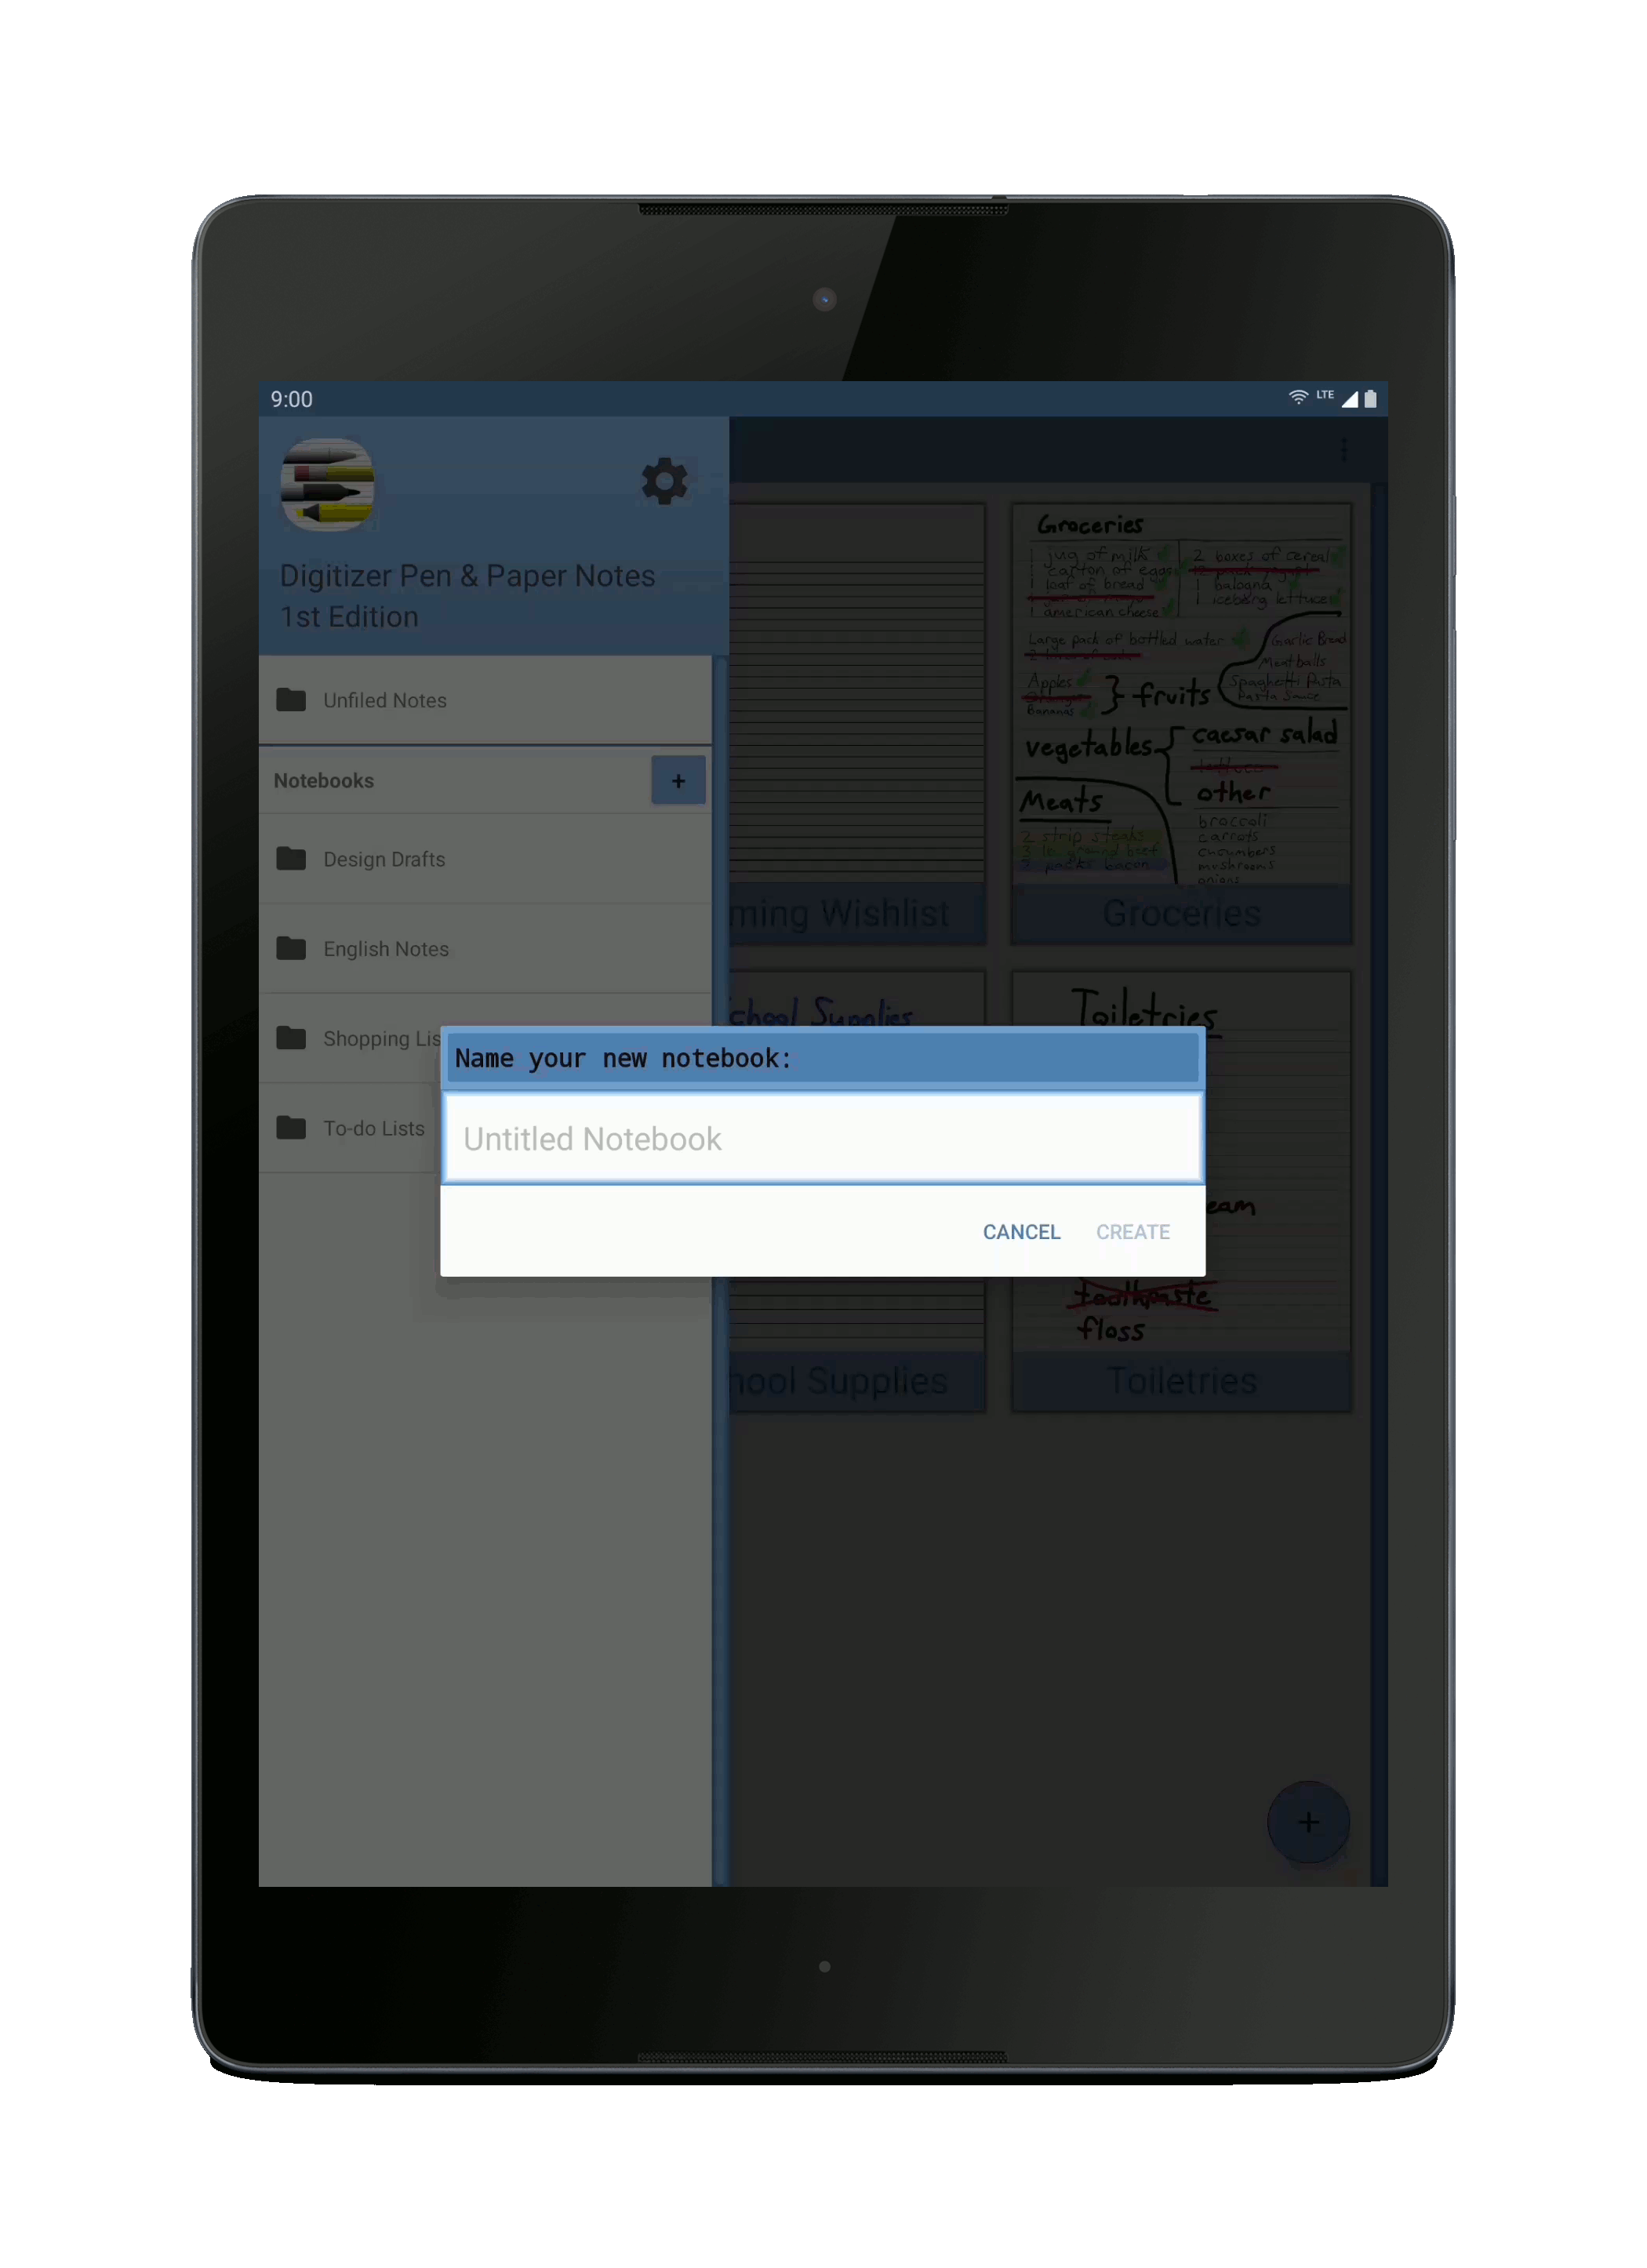 9:00
LTE
Digitizer Pen & Paper Notes
1st Edition
Unfiled Notes
Notebooks
+
Design Drafts
English Notes
Shopping Lis
To-do Lists
Groceries
1 jug of milk
1 carton of eggs
1 loaf of bread
1 american cheese
2 boxes of cereal
12 pack yogurt
1 balogna
1 iceberg lettuce
Large pack of bottled water
Garlic Bread
Meatballs
Spaghetti Pasta
Pasta Sauce
Apples
Bananas
} fruits
vegetables
caesar salad
lettuce
other
broccoli
carrots
cucumbers
mushrooms
onions
Meats
2 strip steaks
3 lb ground beef
packs bacon
ming Wishlist
Groceries
chool Supplies
Toiletries
Name your new notebook:
Untitled Notebook
CANCEL
CREATE
eam
toothpaste
floss
hool Supplies
Toiletries
+